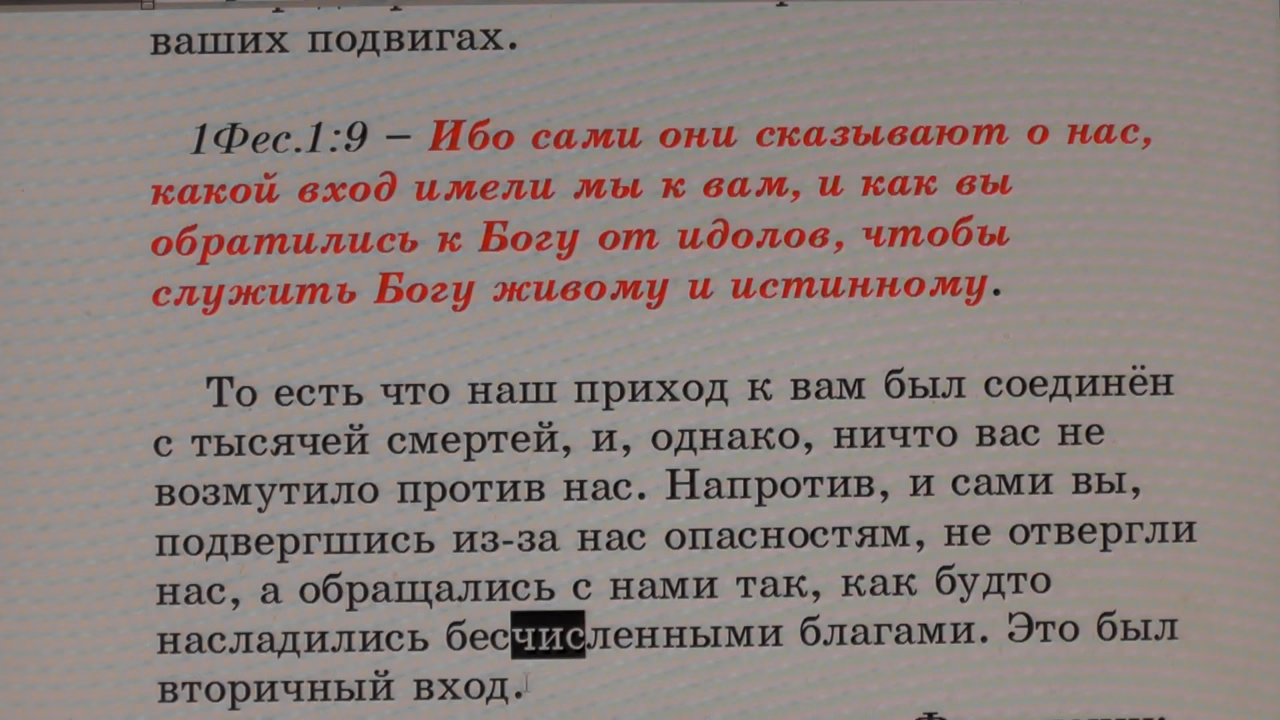 ваших подвигах.
1Фес.1:9 – Ибо сами они сказывают о нас,
какой вход имели мы к вам, и как вы
обратились к Богу от идолов, чтобы
служить Богу живому и истинному.
То есть что наш приход к вам был соединён
с тысячей смертей, и, однако, ничто вас не
возмутило против нас. Напротив, и сами вы,
подвергшись из-за нас опасностям, не отвергли
нас, а обращались с нами так, как будто
насладились бесчисленными благами. Это был
вторичный вход.